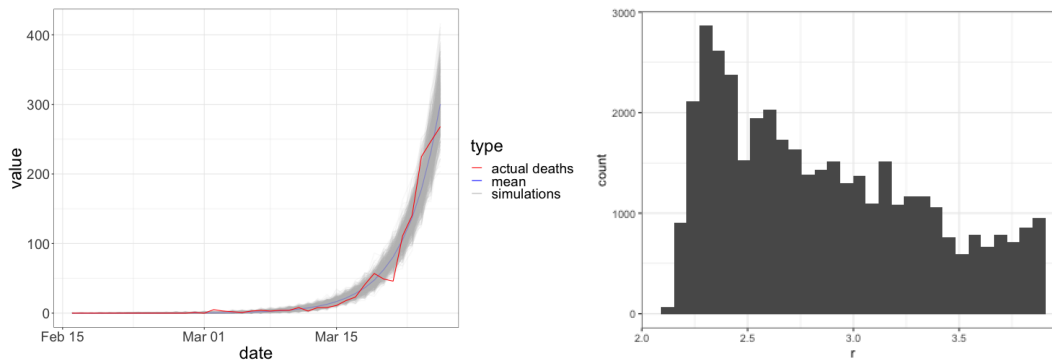 400
300
200
100
0
value
Feb 15
Mar 01
Mar 15
date
type
actual deaths
mean
simulations
3000
2000
1000
0
count
2.0
2.5
3.0
3.5
r